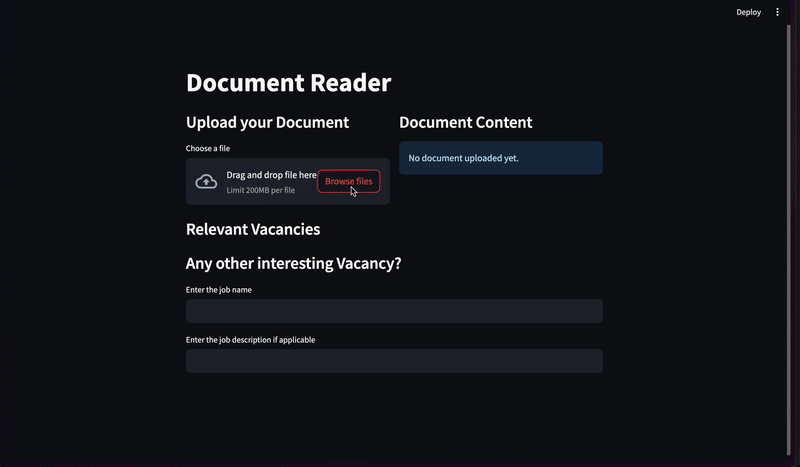 Deploy
Document Reader
Upload your Document
Document Content
Choose a file
No document uploaded yet.
Drag and drop file here
Limit 200MB per file
Browse files
Relevant Vacancies
Any other interesting Vacancy?
Enter the job name
Enter the job description if applicable